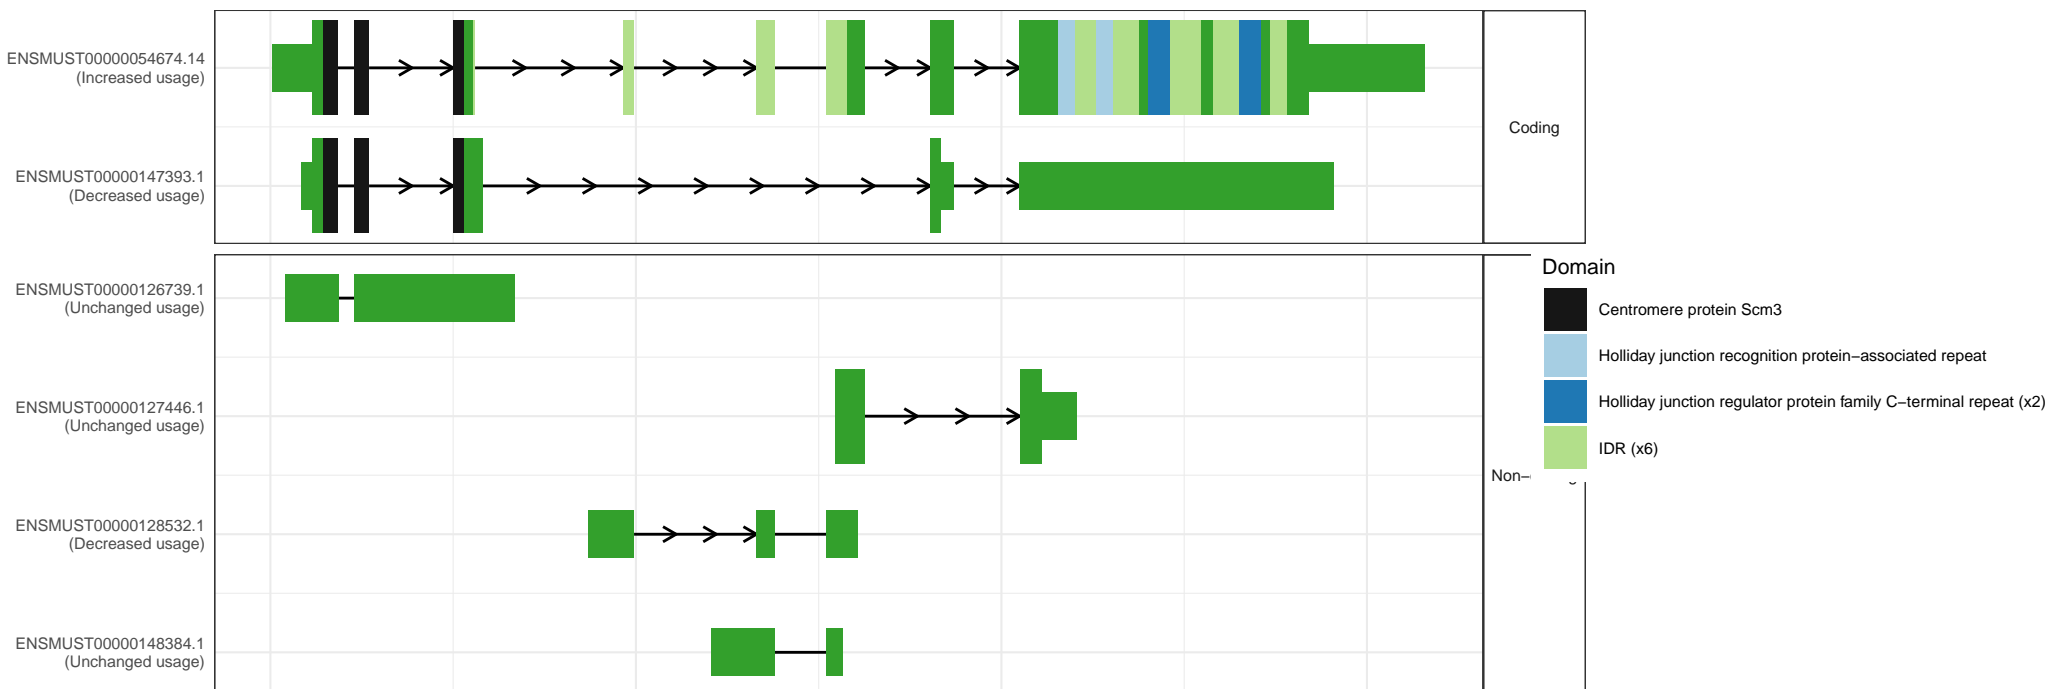 ENSMUST00000054674.14
(Increased usage)
Coding
ENSMUST00000147393.1
(Decreased usage)
Domain
ENSMUST00000126739.1
(Unchanged usage)
Centromere protein Scm3
Holliday junction recognition protein−associated repeat
Holliday junction regulator protein family C−terminal repeat (x2)
IDR (x6)
ENSMUST00000127446.1
(Unchanged usage)
Non−
ENSMUST00000128532.1
(Decreased usage)
ENSMUST00000148384.1
(Unchanged usage)